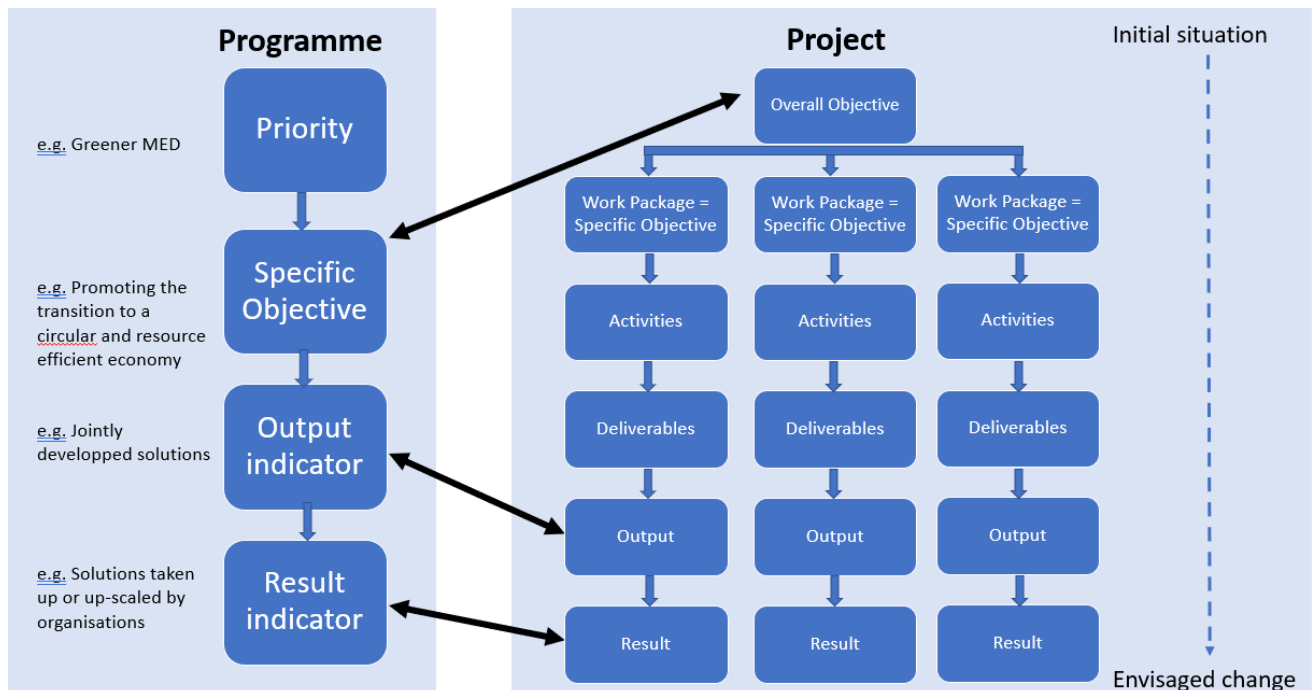 Programme
Priority
e.g. Greener MED
Specific
Objective
e.g. Promoting the
transition to a
circular and resource
efficient economy
Output
indicator
e.g. Jointly
developped solutions
Result
indicator
e.g. Solutions taken
up or up-scaled by
organisations
Project
Initial situation
Overall Objective
Work Package =
Specific Objective
Work Package =
Specific Objective
Work Package =
Specific Objective
Activities
Activities
Activities
Deliverables
Deliverables
Deliverables
Output
Output
Output
Result
Result
Result
Envisaged change